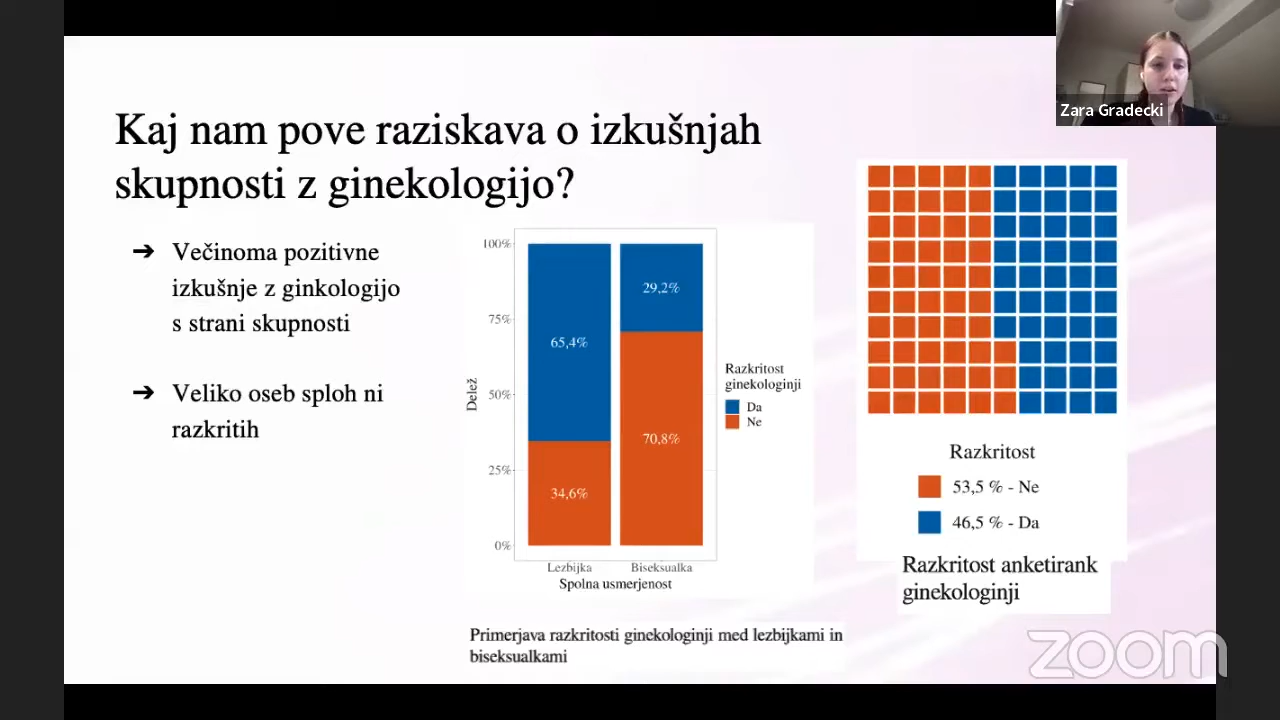 Zara Gradecki
Kaj nam pove raziskava o izkušnjah
skupnosti z ginekologijo?
➔ Večinoma pozitivne
izkušnje z ginkologijo
s strani skupnosti
➔ Veliko oseb sploh ni
razkritih
Delež
100%
75%
50%
25%
0%
65,4%
34,6%
29,2%
70,8%
Lezbijka
Biseksualka
Spolna usmerjenost
Razkritost
ginekologinji
Da
Ne
Primerjava razkritosti ginekologinji med lezbijkami in
biseksualkami
Razkritost
53,5 % - Ne
46,5 % - Da
Razkritost anketirank
ginekologinji
zoom